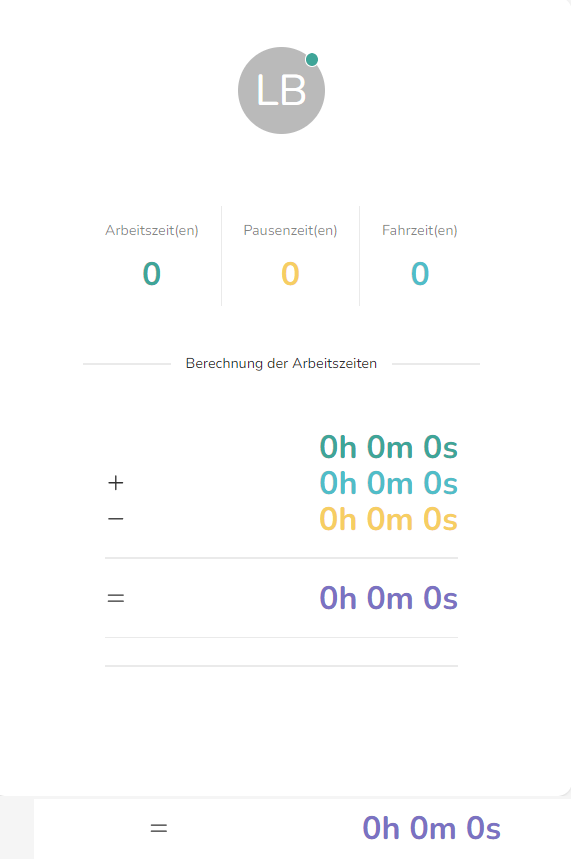 LB
Arbeitszeit(en) Pausenzeit(en) Fahrzeit(en)
0 0 0
Berechnung der Arbeitszeiten
0h 0m 0s
+ 0h 0m 0s
− 0h 0m 0s
= 0h 0m 0s
= 0h 0m 0s